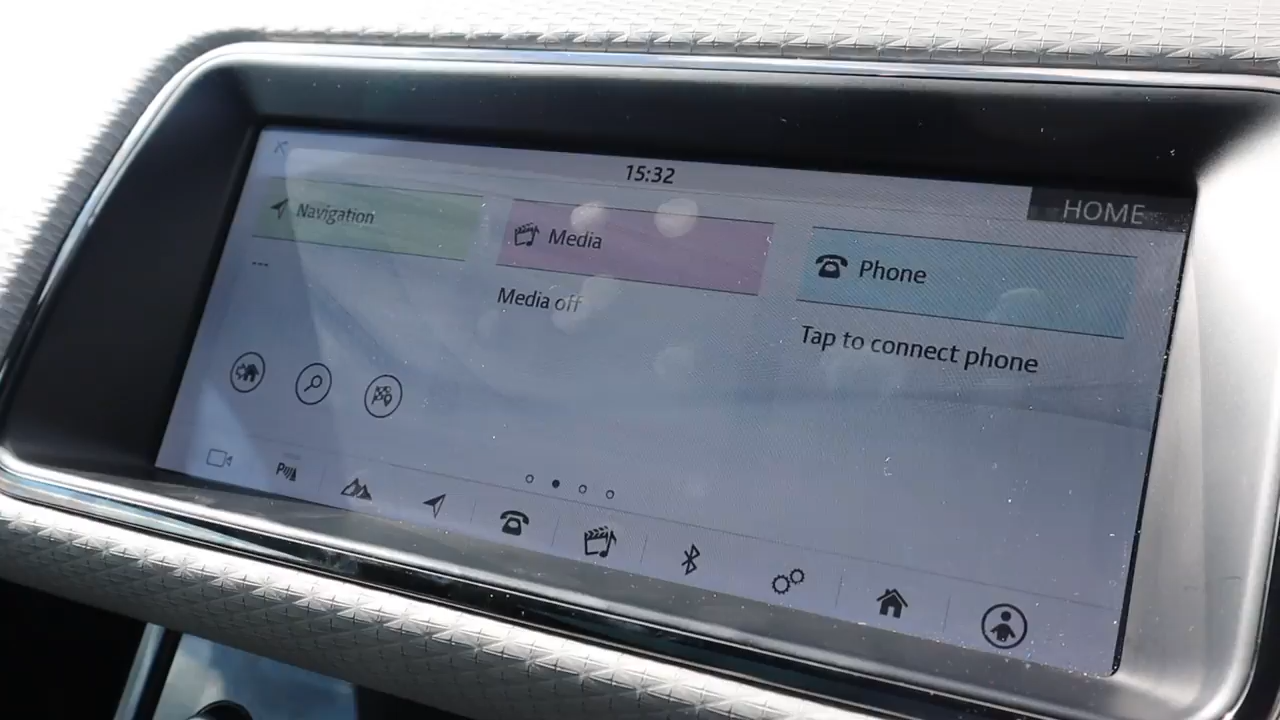 15:32
HOME
Navigation
Media
Phone
---
Media off
Tap to connect phone